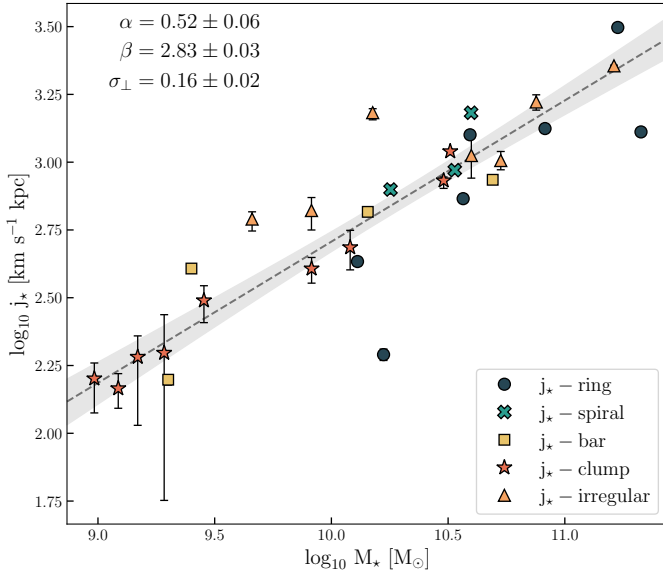 α = 0.52 ± 0.06
β = 2.83 ± 0.03
σ⊥ = 0.16 ± 0.02
3.50
3.25
3.00
2.75
2.50
2.25
2.00
1.75
log₁₀ j⋆ [km s⁻¹ kpc]
j⋆ − ring
j⋆ − spiral
j⋆ − bar
j⋆ − clump
j⋆ − irregular
9.0 9.5 10.0 10.5 11.0
log₁₀ M⋆ [M☉]